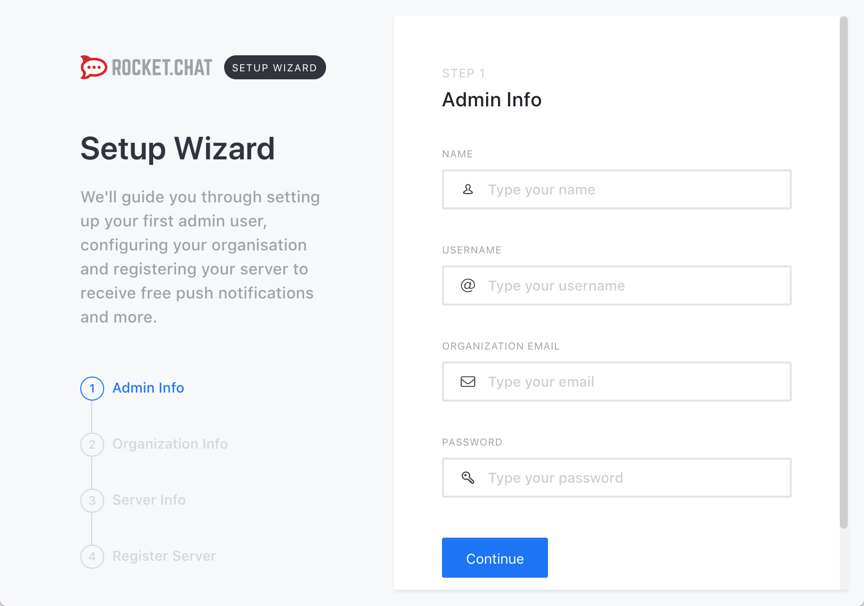 ROCKET.CHAT SETUP WIZARD
Setup Wizard
We'll guide you through setting
up your first admin user,
configuring your organisation
and registering your server to
receive free push notifications
and more.
1 Admin Info
2 Organization Info
3 Server Info
4 Register Server
STEP 1
Admin Info
NAME
Type your name
USERNAME
@ Type your username
ORGANIZATION EMAIL
Type your email
PASSWORD
Type your password
Continue